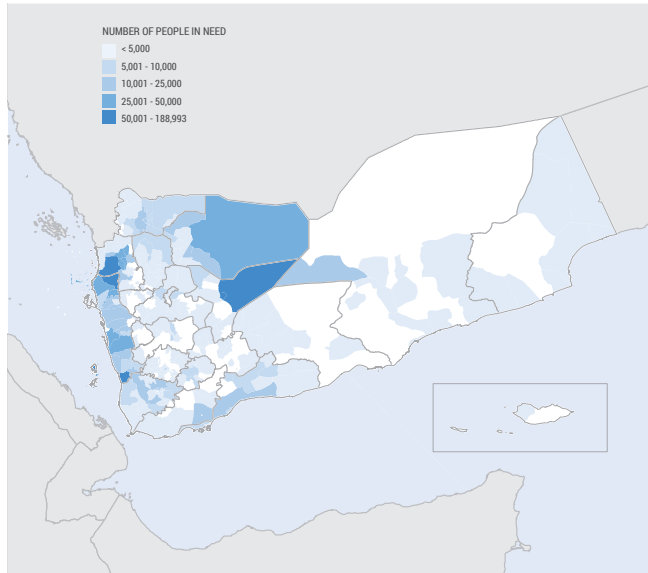 NUMBER OF PEOPLE IN NEED
< 5,000
5,001 - 10,000
10,001 - 25,000
25,001 - 50,000
50,001 - 188,993